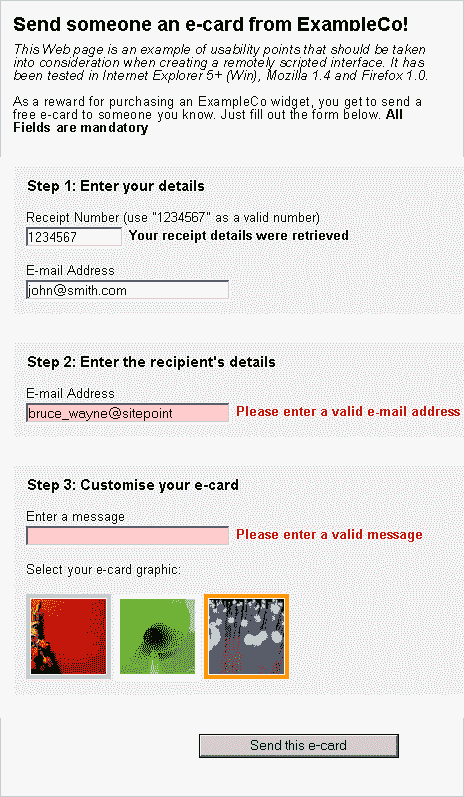 Send someone an e-card from ExampleCo!
This Web page is an example of usability points that should be taken
into consideration when creating a remotely scripted interface. It has
been tested in Internet Explorer 5+ (Win), Mozilla 1.4 and Firefox 1.0.
As a reward for purchasing an ExampleCo widget, you get to send a
free e-card to someone you know. Just fill out the form below. All
Fields are mandatory
Step 1: Enter your details
Receipt Number (use "1234567" as a valid number)
1234567 Your receipt details were retrieved
E-mail Address
john@smith.com
Step 2: Enter the recipient's details
E-mail Address
bruce_wayne@sitepoint Please enter a valid e-mail address
Step 3: Customise your e-card
Enter a message
Please enter a valid message
Select your e-card graphic:
Send this e-card